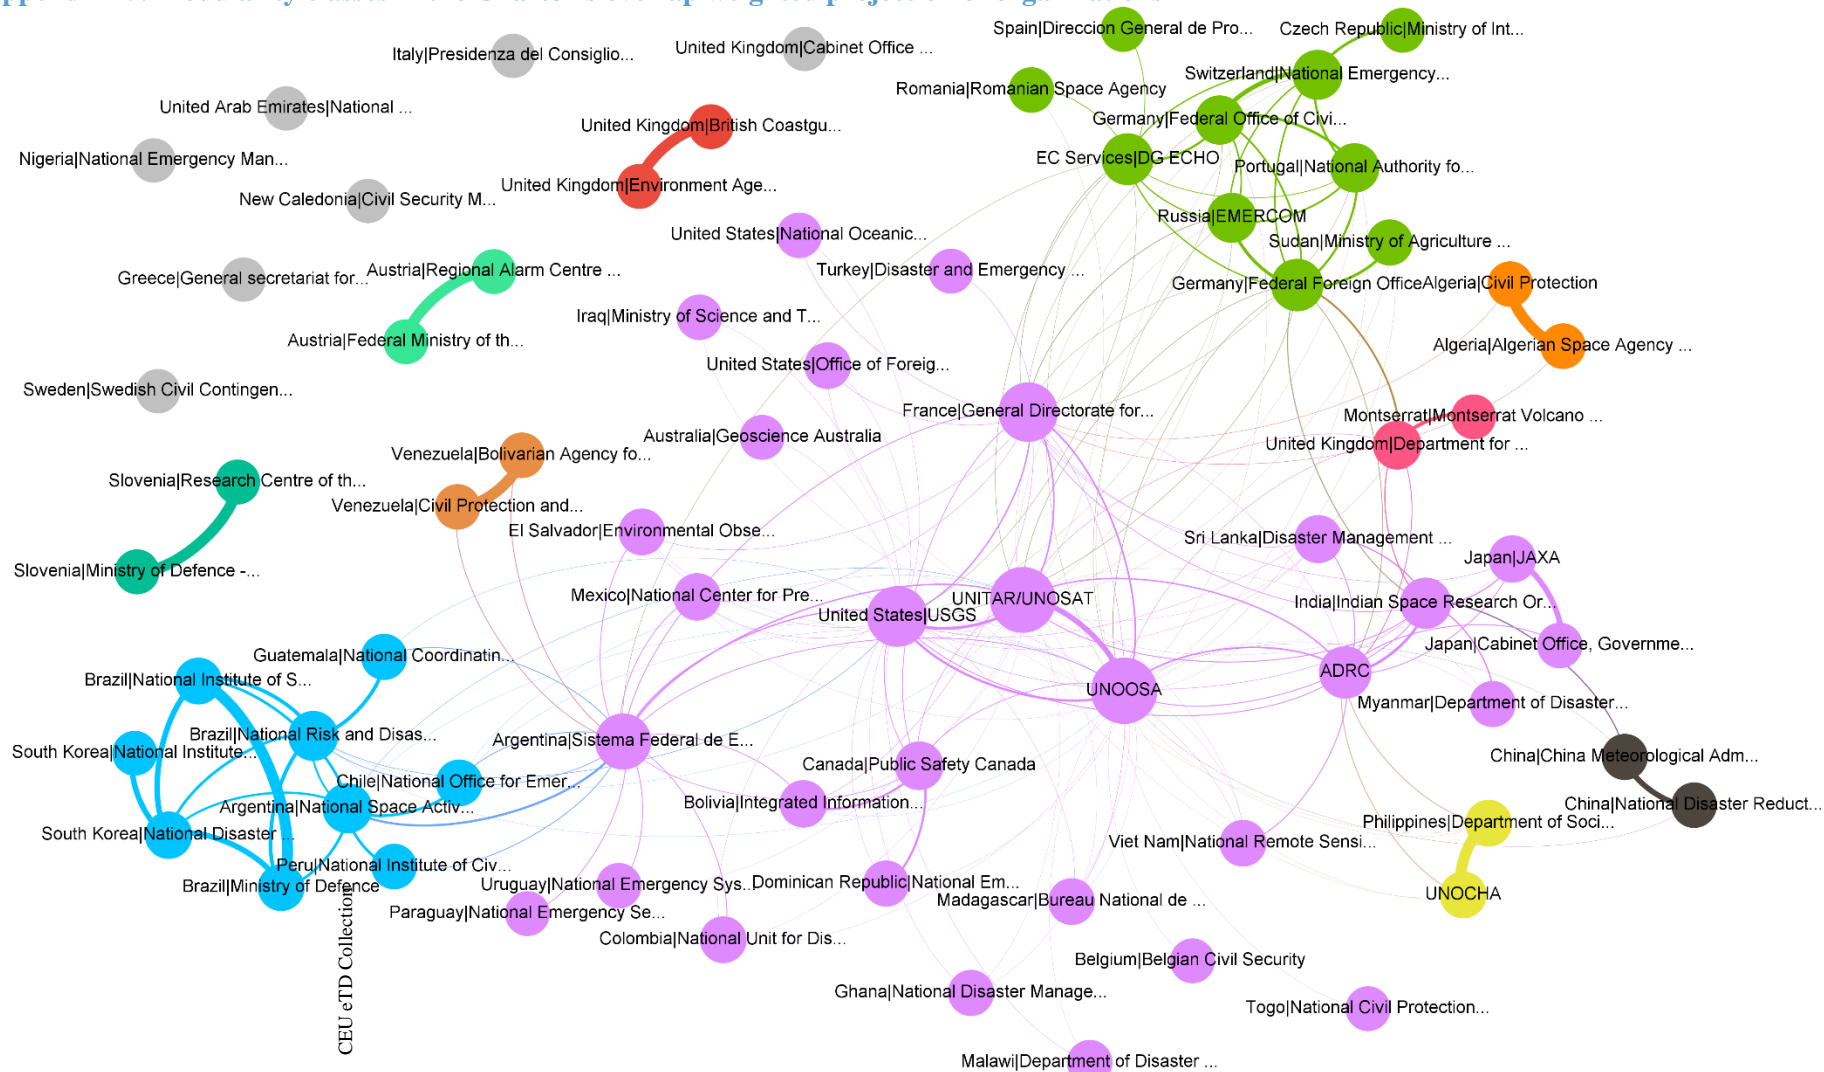 Spain|Direccion General de Pro...
Czech Republic|Ministry of Int...
Italy|Presidenza del Consiglio...
United Kingdom|Cabinet Office ...
Switzerland|National Emergency...
Romania|Romanian Space Agency
United Arab Emirates|National ...
United Kingdom|British Coastgu...
Germany|Federal Office of Civi...
Nigeria|National Emergency Man...
EC Services|DG ECHO
Portugal|National Authority fo...
United Kingdom|Environment Age...
New Caledonia|Civil Security M...
Russia|EMERCOM
United States|National Oceanic...
Sudan|Ministry of Agriculture ...
Greece|General secretariat for...
Austria|Regional Alarm Centre ...
Turkey|Disaster and Emergency ...
Germany|Federal Foreign Office
Algeria|Civil Protection
Iraq|Ministry of Science and T...
Austria|Federal Ministry of th...
Algeria|Algerian Space Agency ...
United States|Office of Foreig...
Sweden|Swedish Civil Contingen...
France|General Directorate for...
Montserrat|Montserrat Volcano ...
Australia|Geoscience Australia
United Kingdom|Department for ...
Venezuela|Bolivarian Agency fo...
Slovenia|Research Centre of th...
Venezuela|Civil Protection and...
El Salvador|Environmental Obse...
Sri Lanka|Disaster Management ...
Japan|JAXA
Slovenia|Ministry of Defence -...
Mexico|National Center for Pre...
UNITAR/UNOSAT
India|Indian Space Research Or...
United States|USGS
Japan|Cabinet Office, Governme...
Guatemala|National Coordinatin...
ADRC
Brazil|National Institute of S...
UNOOSA
Myanmar|Department of Disaster...
Brazil|National Risk and Disas...
Argentina|Sistema Federal de E...
South Korea|National Institute...
China|China Meteorological Adm...
Canada|Public Safety Canada
Chile|National Office for Emer...
Bolivia|Integrated Information...
China|National Disaster Reduct...
Argentina|National Space Activ...
Philippines|Department of Soci...
South Korea|National Disaster ...
Viet Nam|National Remote Sensi...
Peru|National Institute of Civ...
Brazil|Ministry of Defence
Uruguay|National Emergency Sys...
Dominican Republic|National Em...
UNOCHA
Madagascar|Bureau National de ...
Paraguay|National Emergency Se...
Colombia|National Unit for Dis...
CEU eTD Collection
Belgium|Belgian Civil Security
Ghana|National Disaster Manage...
Togo|National Civil Protection...
Malawi|Department of Disaster ...